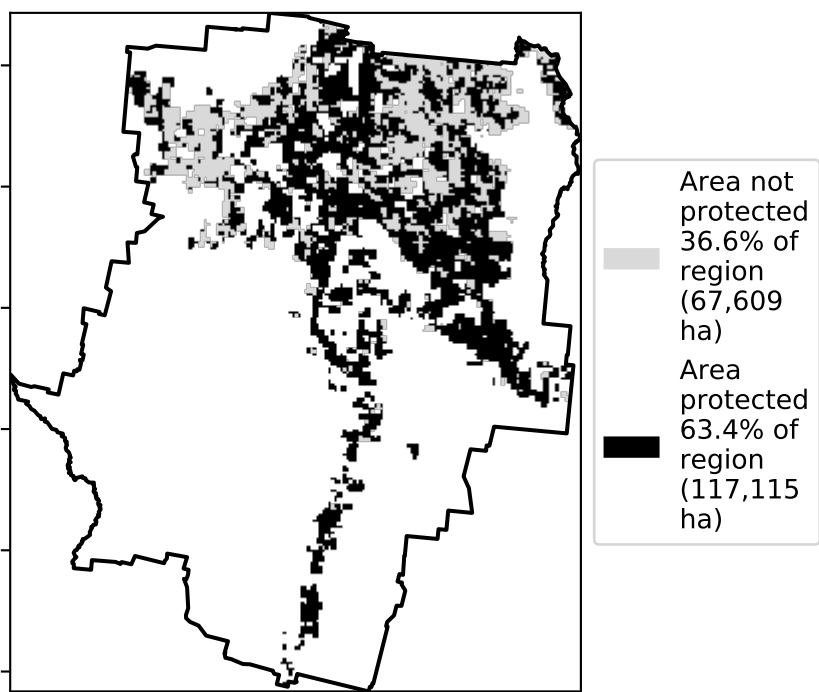 Area not
protected
36.6% of
region
(67,609
ha)
Area
protected
63.4% of
region
(117,115
ha)